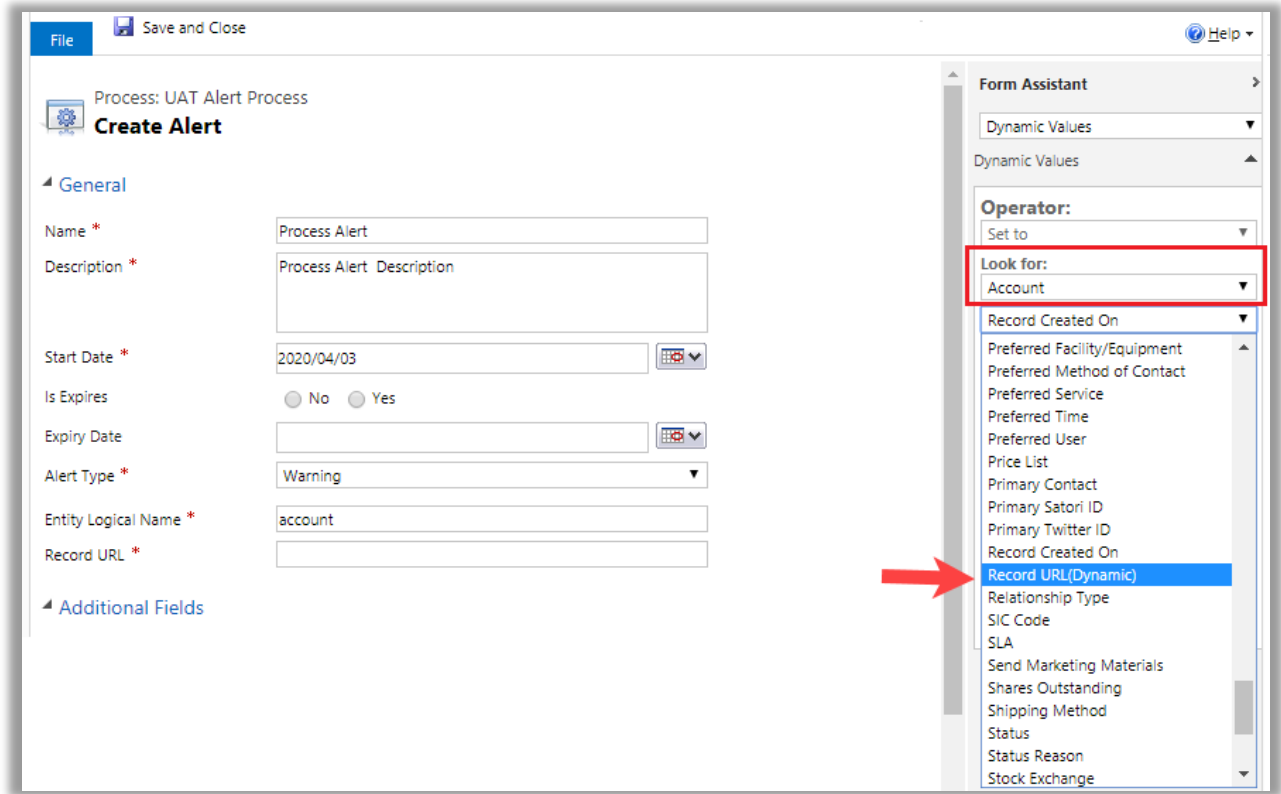 File
Save and Close
Help
Process: UAT Alert Process
Create Alert
General
Name *
Process Alert
Description *
Process Alert Description
Start Date *
2020/04/03
Is Expires
No
Yes
Expiry Date
Alert Type *
Warning
Entity Logical Name *
account
Record URL *
Additional Fields
Form Assistant
Dynamic Values
Dynamic Values
Operator:
Set to
Look for:
Account
Record Created On
Preferred Facility/Equipment
Preferred Method of Contact
Preferred Service
Preferred Time
Preferred User
Price List
Primary Contact
Primary Satori ID
Primary Twitter ID
Record Created On
Record URL(Dynamic)
Relationship Type
SIC Code
SLA
Send Marketing Materials
Shares Outstanding
Shipping Method
Status
Status Reason
Stock Exchange